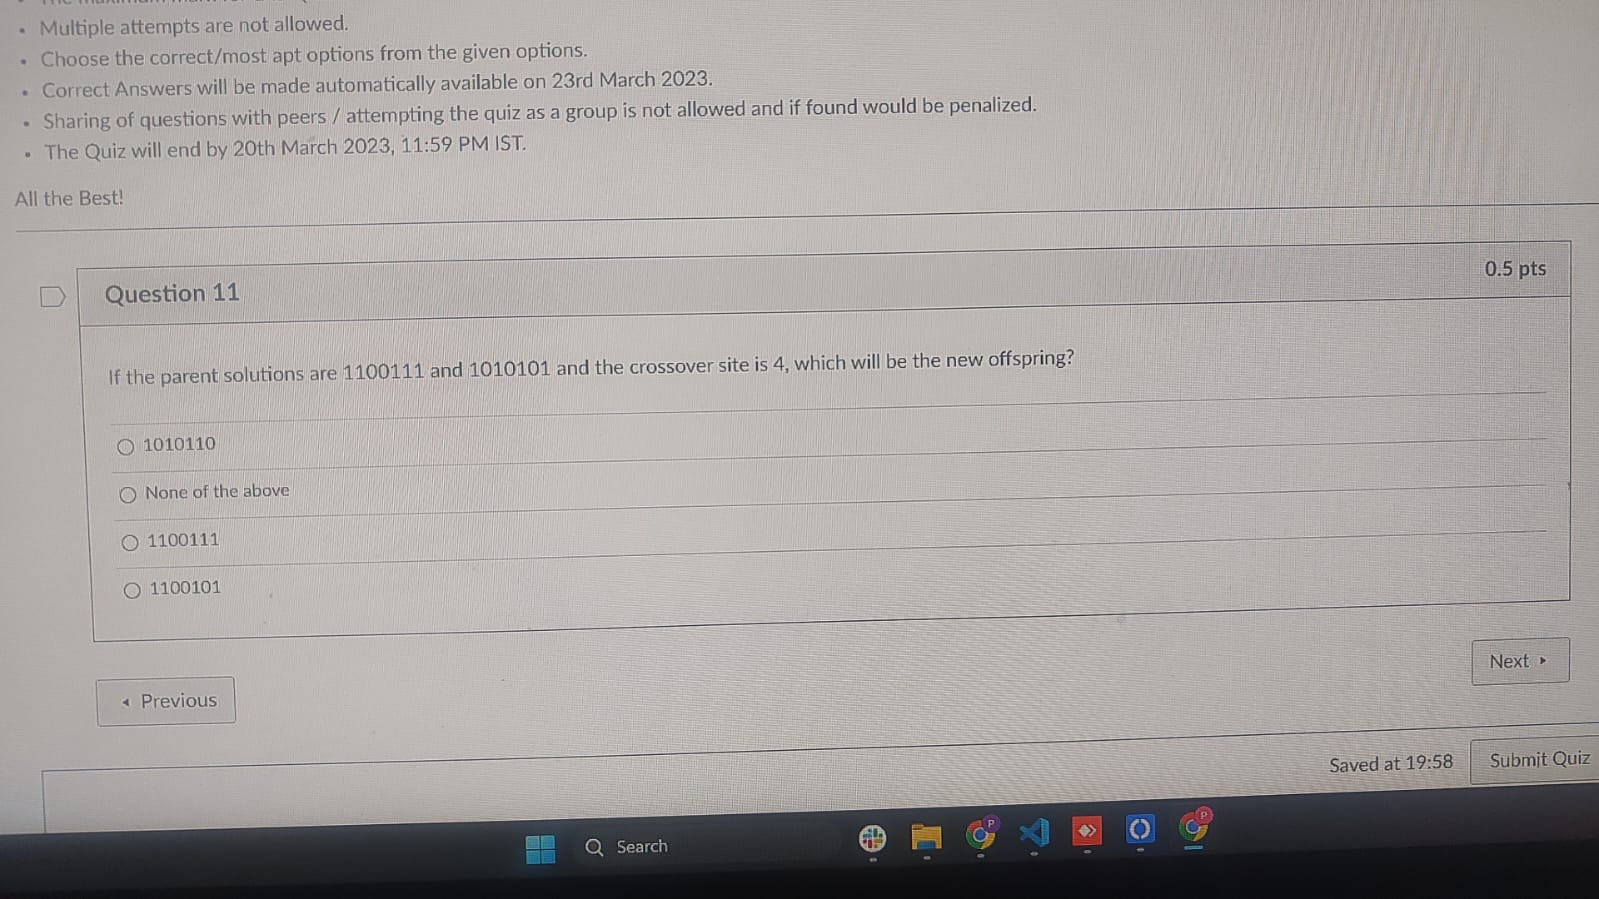 • Multiple attempts are not allowed.
• Choose the correct/most apt options from the given options.
• Correct Answers will be made automatically available on 23rd March 2023.
• Sharing of questions with peers / attempting the quiz as a group is not allowed and if found would be penalized.
• The Quiz will end by 20th March 2023, 11:59 PM IST.
All the Best!
Question 11
0.5 pts
If the parent solutions are 1100111 and 1010101 and the crossover site is 4, which will be the new offspring?
1010110
None of the above
1100111
1100101
Next
Previous
Saved at 19:58
Submit Quiz
Search
P
P